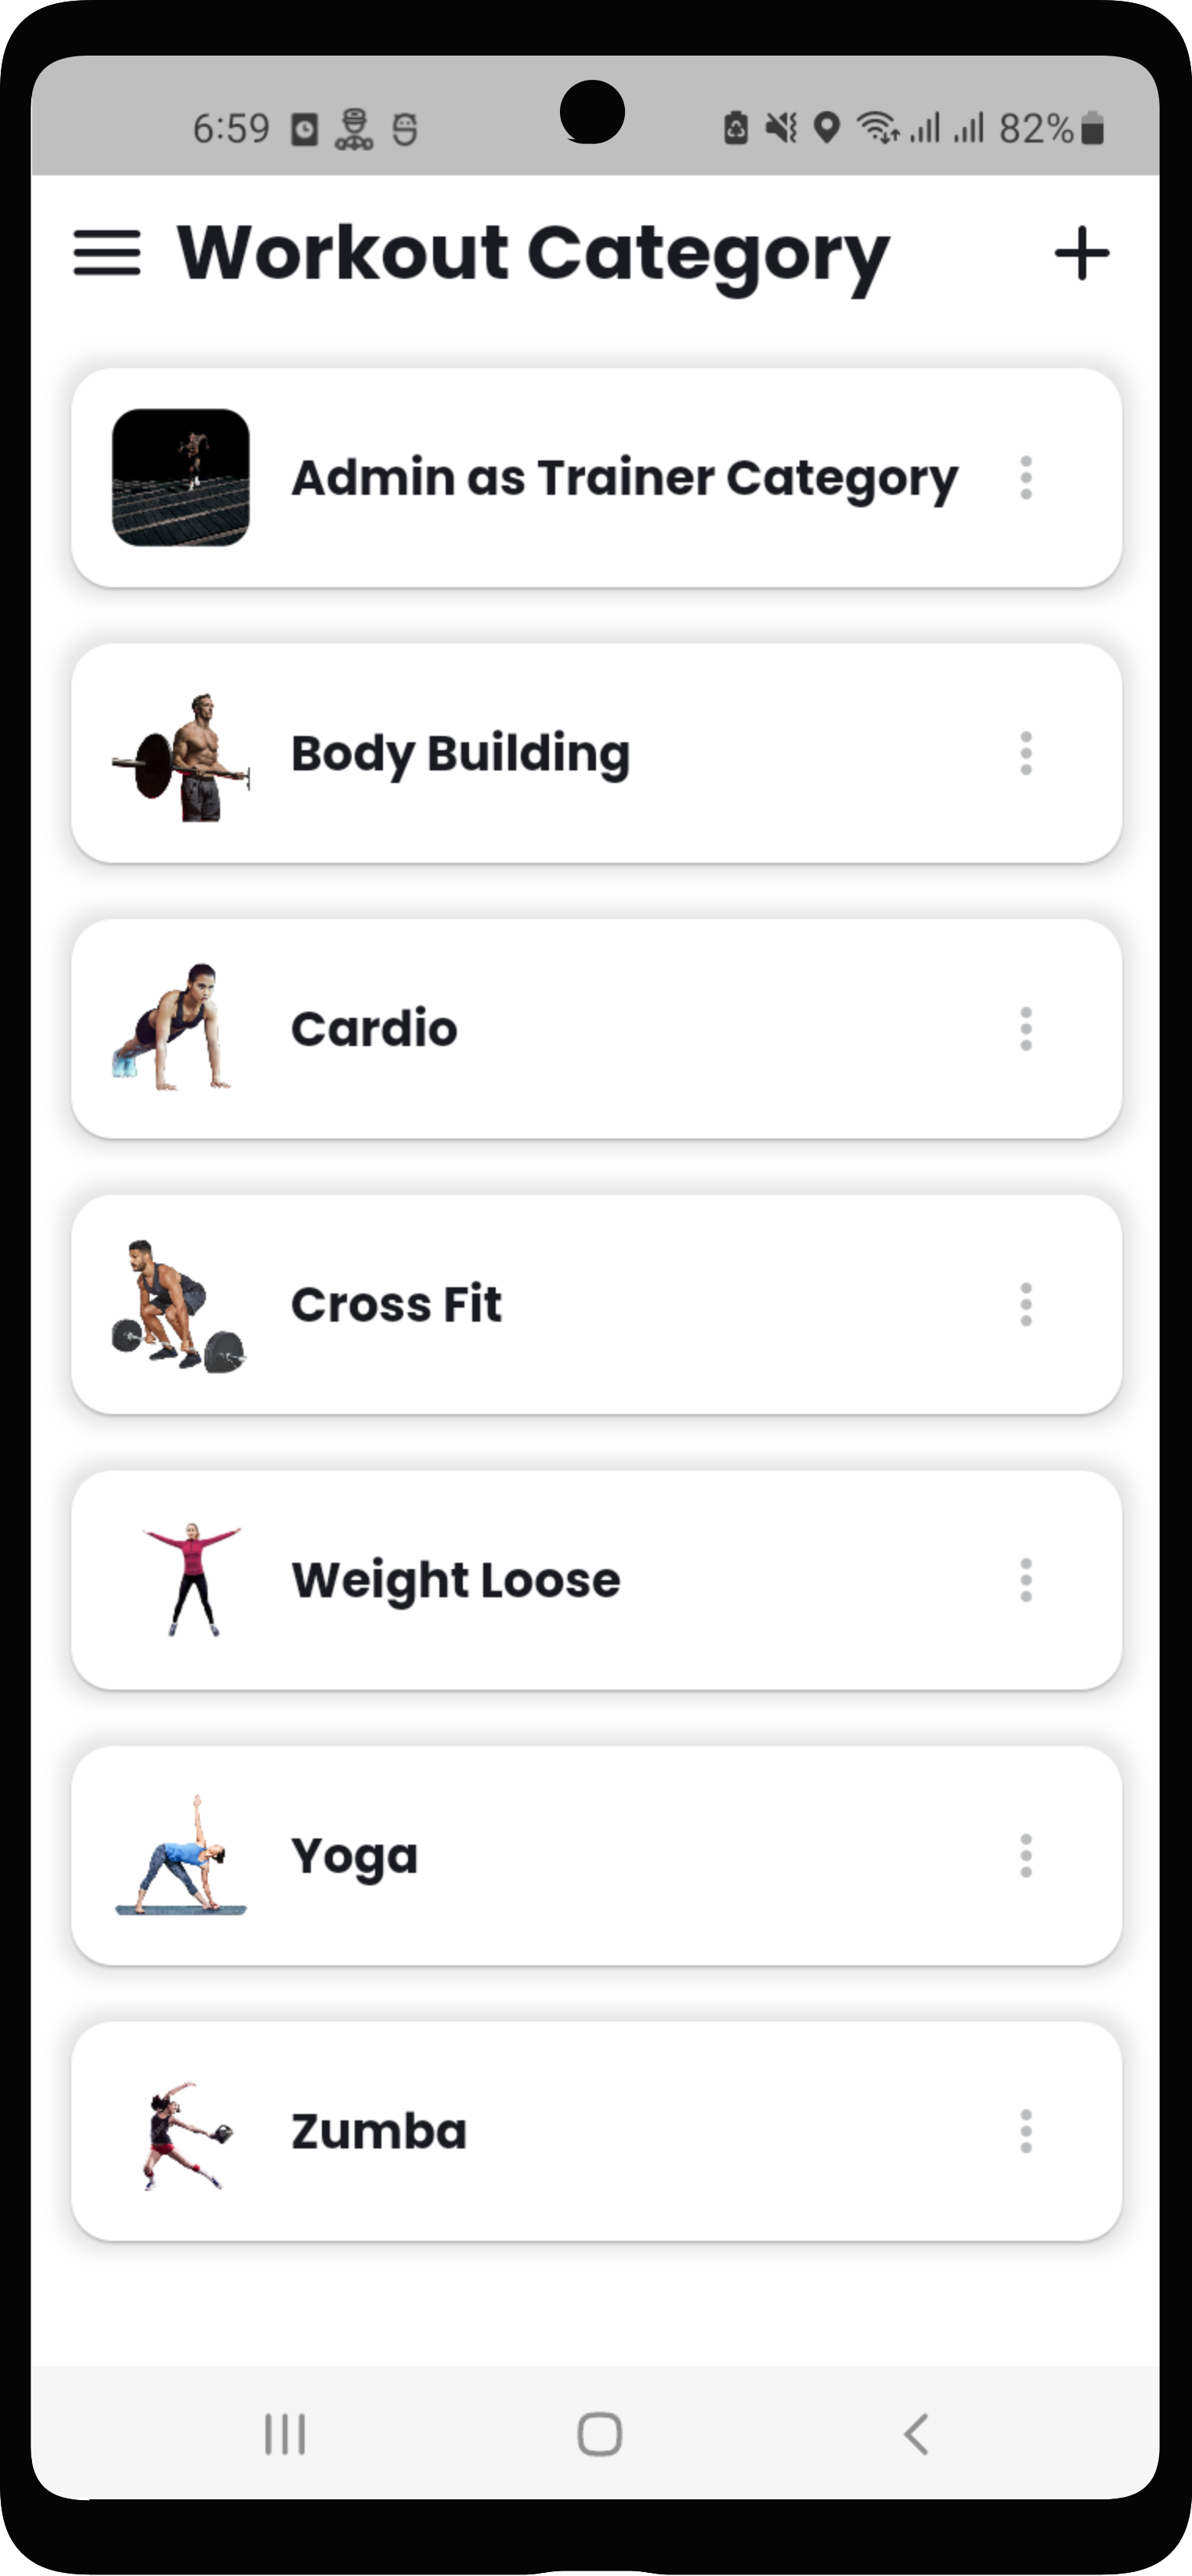 6:59 82%
Workout Category
Admin as Trainer Category
Body Building
Cardio
Cross Fit
Weight Loose
Yoga
Zumba